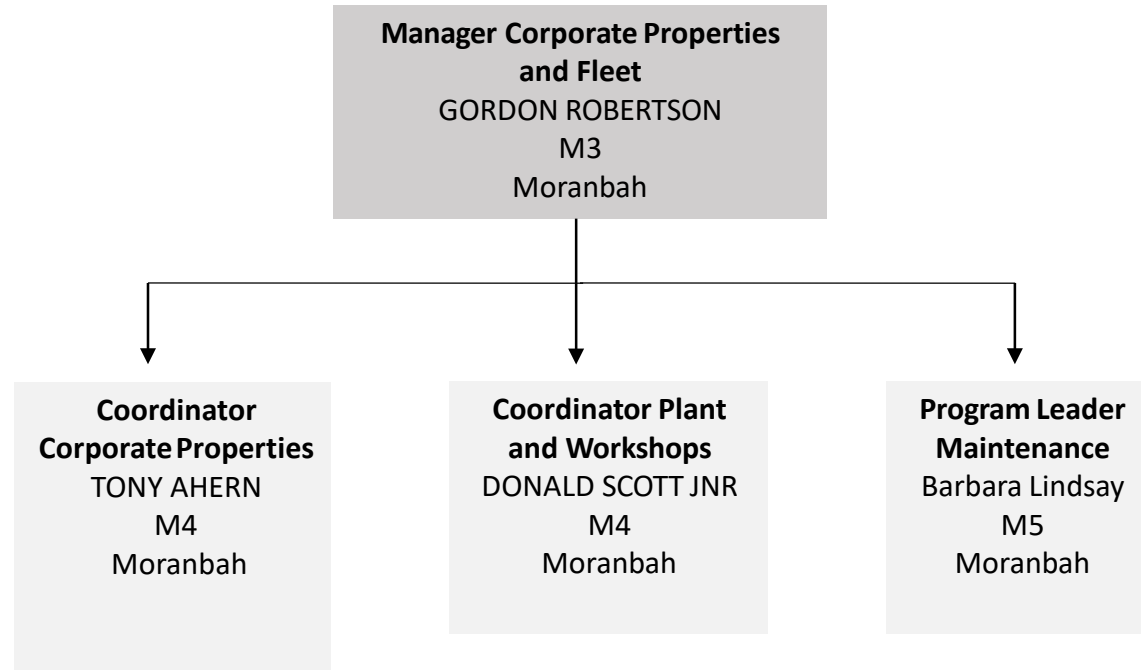 Manager Corporate Properties
and Fleet
GORDON ROBERTSON
M3
Moranbah
Coordinator
Corporate Properties
TONY AHERN
M4
Moranbah
Coordinator Plant
and Workshops
DONALD SCOTT JNR
M4
Moranbah
Program Leader
Maintenance
Barbara Lindsay
M5
Moranbah